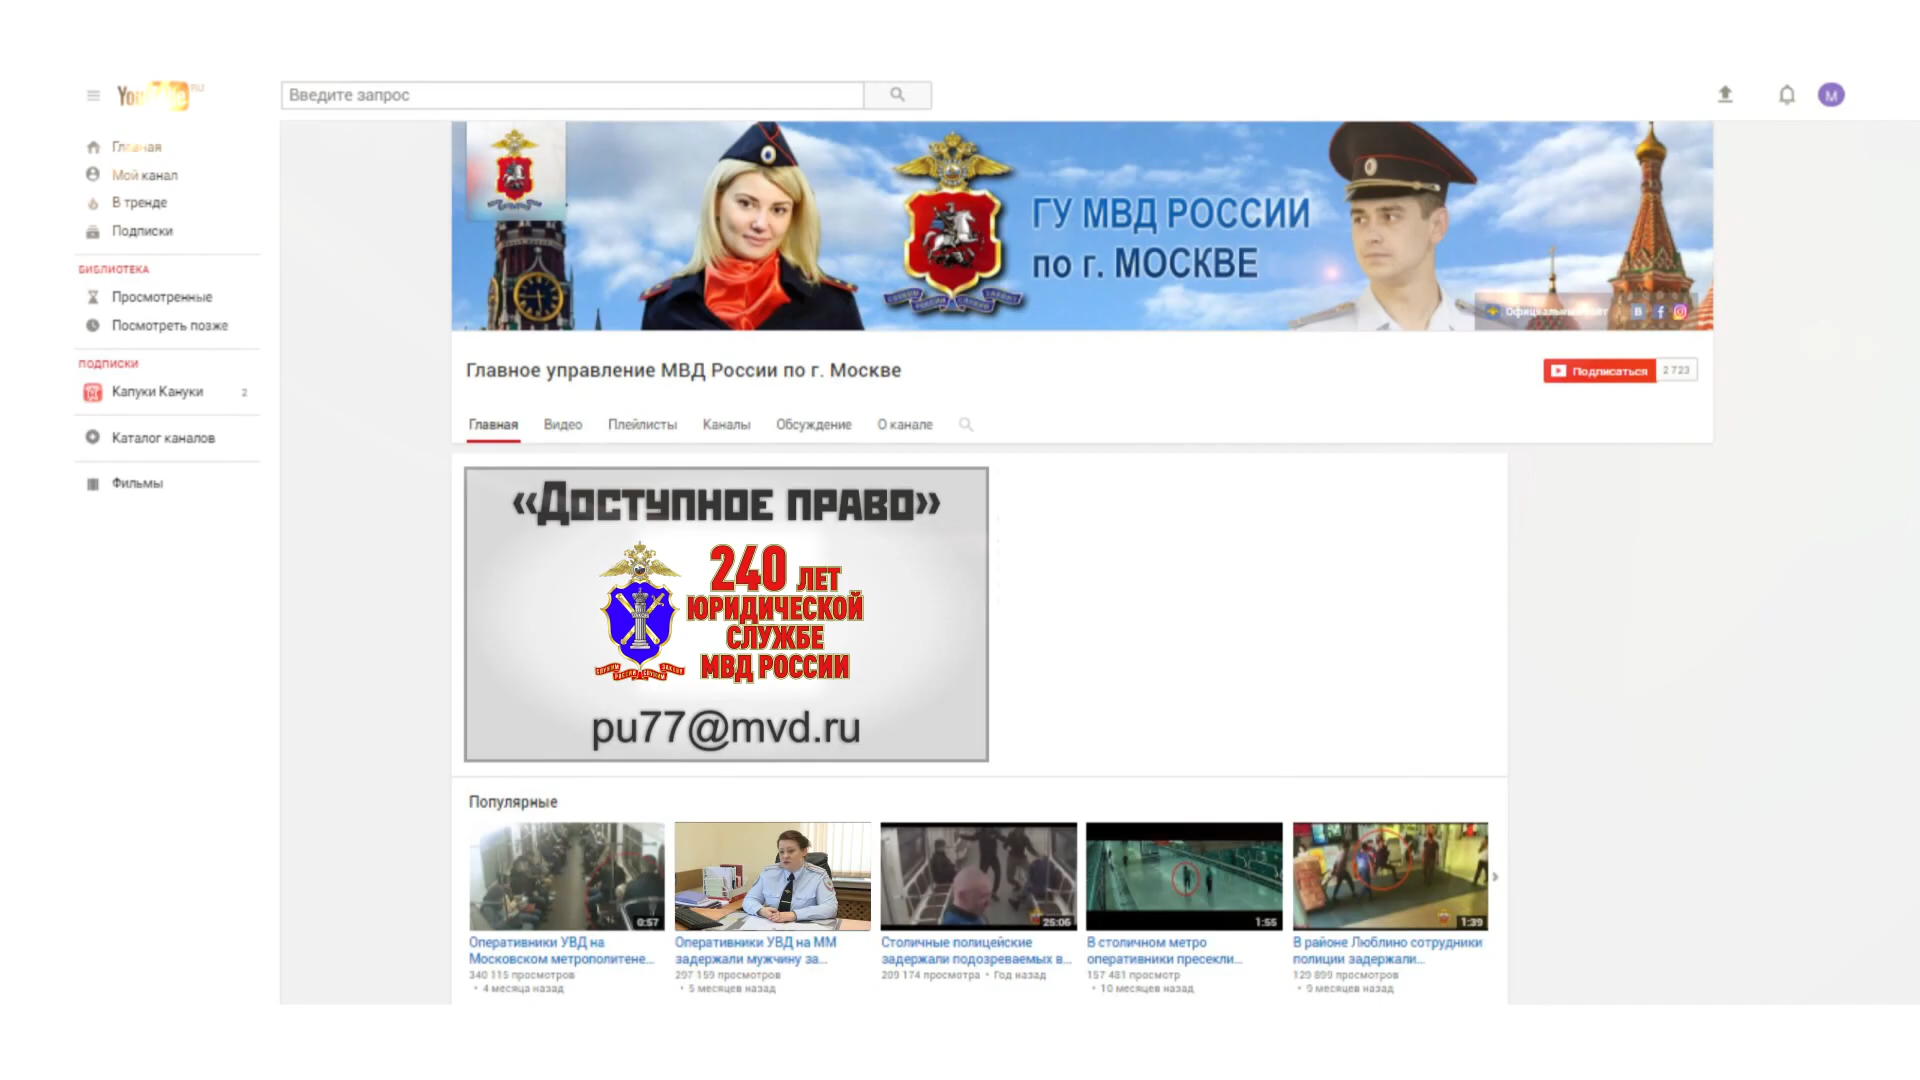 RU
Введите запрос
M
Главная
Мой канал
В тренде
Подписки
БИБЛИОТЕКА
Просмотренные
Посмотреть позже
ПОДПИСКИ
Капуки Кануки 2
Каталог каналов
Фильмы
ГУ МВД РОССИИ
по г. МОСКВЕ
Официальный сайт
Главное управление МВД России по г. Москве
Подписаться 2 723
Главная Видео Плейлисты Каналы Обсуждение О канале
«ДОСТУПНОЕ ПРАВО»
240 ЛЕТ
ЮРИДИЧЕСКОЙ
СЛУЖБЕ
МВД РОССИИ
pu77@mvd.ru
Популярные
0:57
25:06
1:55
1:39
Оперативники УВД на
Московском метрополитене...
340 115 просмотров
• 4 месяца назад
Оперативники УВД на ММ
задержали мужчину за...
297 159 просмотров
• 5 месяцев назад
Столичные полицейские
задержали подозреваемых в...
209 174 просмотра • Год назад
В столичном метро
оперативники пресекли...
157 481 просмотр
• 10 месяцев назад
В районе Люблино сотрудники
полиции задержали...
129 899 просмотров
• 9 месяцев назад